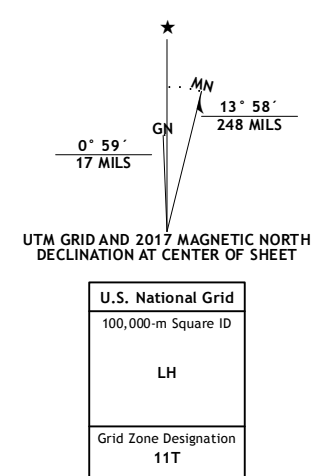 ★
MN
GN
13° 58´
248 MILS
0° 59´
17 MILS
UTM GRID AND 2017 MAGNETIC NORTH
DECLINATION AT CENTER OF SHEET
U.S. National Grid
100,000-m Square ID
LH
Grid Zone Designation
11T